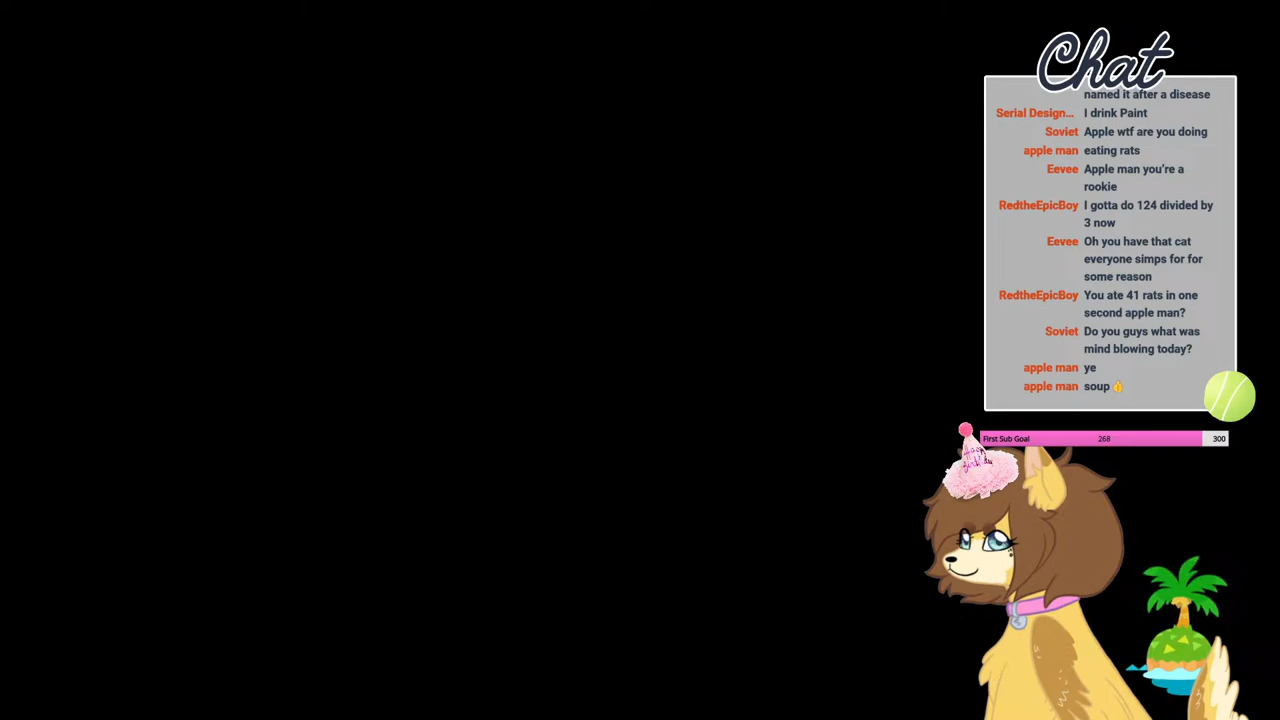 Chat
named it after a disease
Serial Design... I drink Paint
Soviet Apple wtf are you doing
apple man eating rats
Eevee Apple man you're a
rookie
RedtheEpicBoy I gotta do 124 divided by
3 now
Eevee Oh you have that cat
everyone simps for for
some reason
RedtheEpicBoy You ate 41 rats in one
second apple man?
Soviet Do you guys what was
mind blowing today?
apple man ye
apple man soup👍
First Sub Goal 268 300